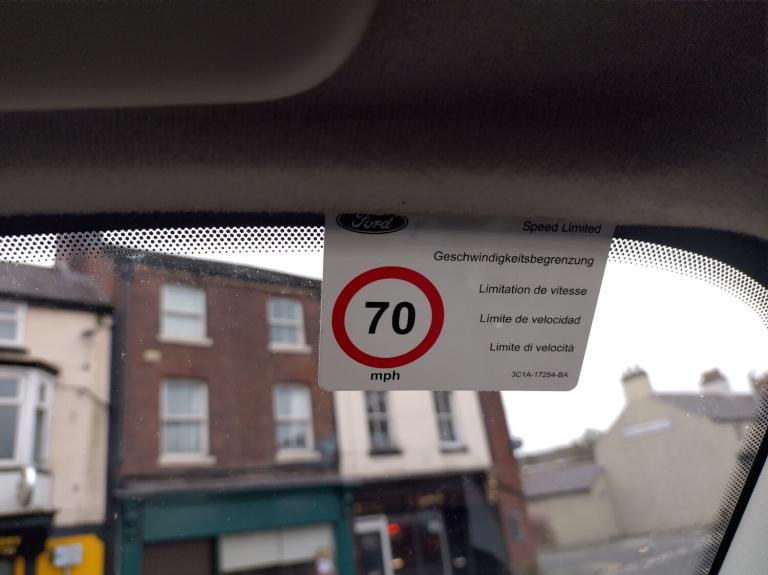 Ford
Speed Limited
Geschwindigkeitsbegrenzung
Limitation de vitesse
70
Limite de velocidad
Limite di velocità
mph
3C1A-17254-BA